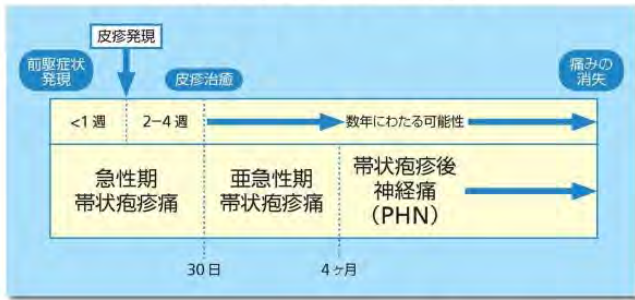 皮疹発現
前駆症状
発現
皮疹治癒
痛みの
消失
<1週
2−4週
数年にわたる可能性
急性期
帯状疱疹痛
亜急性期
帯状疱疹痛
帯状疱疹後
神経痛
（PHN）
30日
4ヶ月